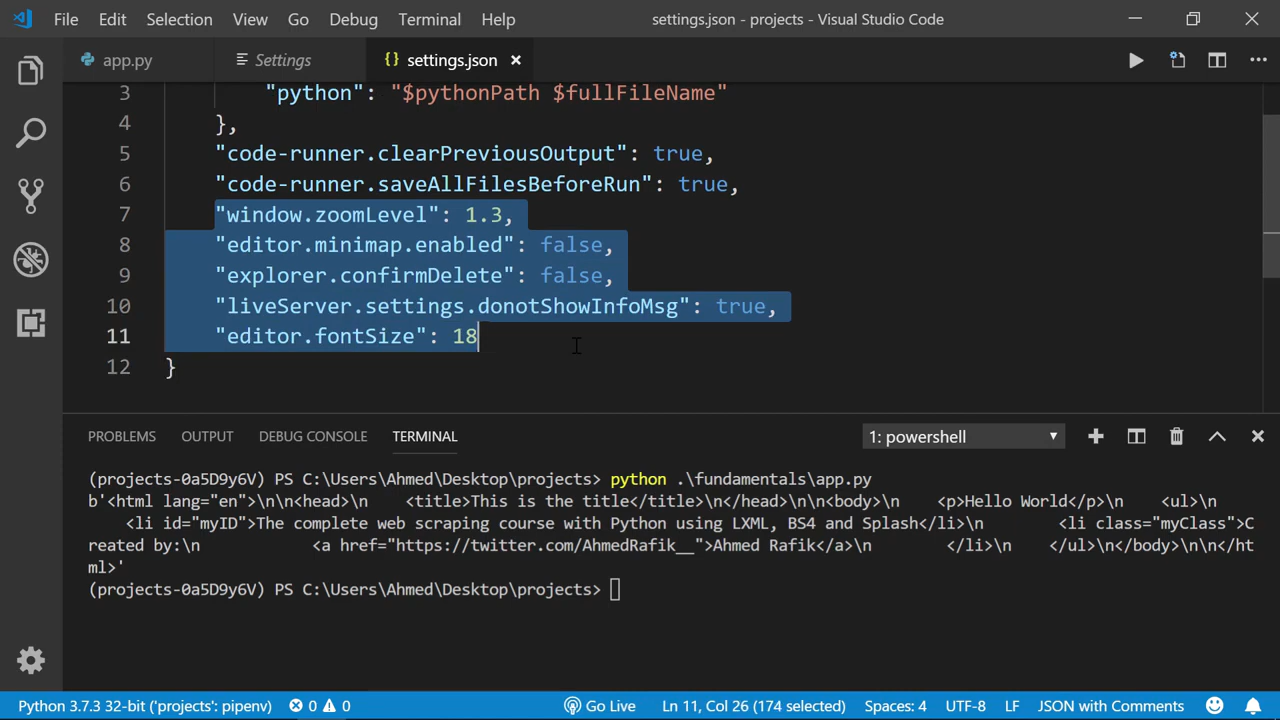 File Edit Selection View Go Debug Terminal Help settings.json - projects - Visual Studio Code
app.py Settings {} settings.json
3 "python": "$pythonPath $fullFileName"
4 },
5 "code-runner.clearPreviousOutput": true,
6 "code-runner.saveAllFilesBeforeRun": true,
7 "window.zoomLevel": 1.3,
8 "editor.minimap.enabled": false,
9 "explorer.confirmDelete": false,
10 "liveServer.settings.donotShowInfoMsg": true,
11 "editor.fontSize": 18
12 }
PROBLEMS OUTPUT DEBUG CONSOLE TERMINAL 1: powershell
(projects-0a5D9y6V) PS C:\Users\Ahmed\Desktop\projects> python .\fundamentals\app.py
b'<html lang="en">\n\n<head>\n    <title>This is the title</title>\n</head>\n\n<body>\n    <p>Hello World</p>\n    <ul>\n
    <li id="myID">The complete web scraping course with Python using LXML, BS4 and Splash</li>\n        <li class="myClass">C
reated by:\n            <a href="https://twitter.com/AhmedRafik__">Ahmed Rafik</a>\n        </li>\n    </ul>\n</body>\n\n</ht
ml>'
(projects-0a5D9y6V) PS C:\Users\Ahmed\Desktop\projects>
Python 3.7.3 32-bit ('projects': pipenv) 0 0 Go Live Ln 11, Col 26 (174 selected) Spaces: 4 UTF-8 LF JSON with Comments